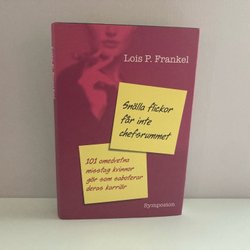 Lois P. Frankel
Snälla flickor
får inte
chefsrummet
101 omedvetna
misstag kvinnor
gör som saboterar
deras karriär
Symposion